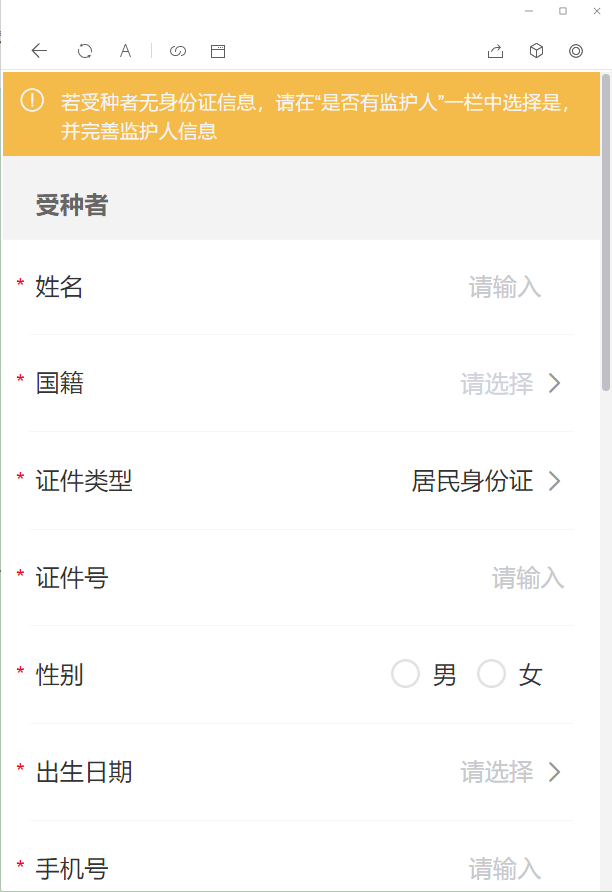 若受种者无身份证信息，请在“是否有监护人”一栏中选择是，
并完善监护人信息
受种者
* 姓名 请输入
* 国籍 请选择
* 证件类型 居民身份证
* 证件号 请输入
* 性别 男 女
* 出生日期 请选择
* 手机号 请输入